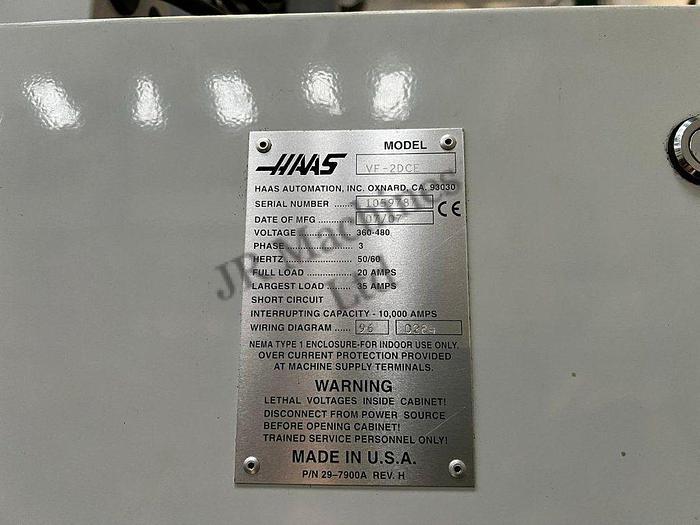 MODEL
HAAS VF-2DCE
HAAS AUTOMATION, INC. OXNARD, CA. 93030
SERIAL NUMBER ...... 1059787 CE
DATE OF MFG ........... 07/07
VOLTAGE ................. 360-480
PHASE ..................... 3
HERTZ ..................... 50/60
FULL LOAD .............. 20 AMPS
LARGEST LOAD ........ 35 AMPS
SHORT CIRCUIT
INTERRUPTING CAPACITY - 10,000 AMPS
WIRING DIAGRAM ...... 96
NEMA TYPE 1 ENCLOSURE-FOR INDOOR USE ONLY.
OVER CURRENT PROTECTION PROVIDED
AT MACHINE SUPPLY TERMINALS.
WARNING
LETHAL VOLTAGES INSIDE CABINET!
DISCONNECT FROM POWER SOURCE
BEFORE OPENING CABINET!
TRAINED SERVICE PERSONNEL ONLY!
MADE IN U.S.A.
P/N 29-7900A REV. H
JR Machines
Ltd